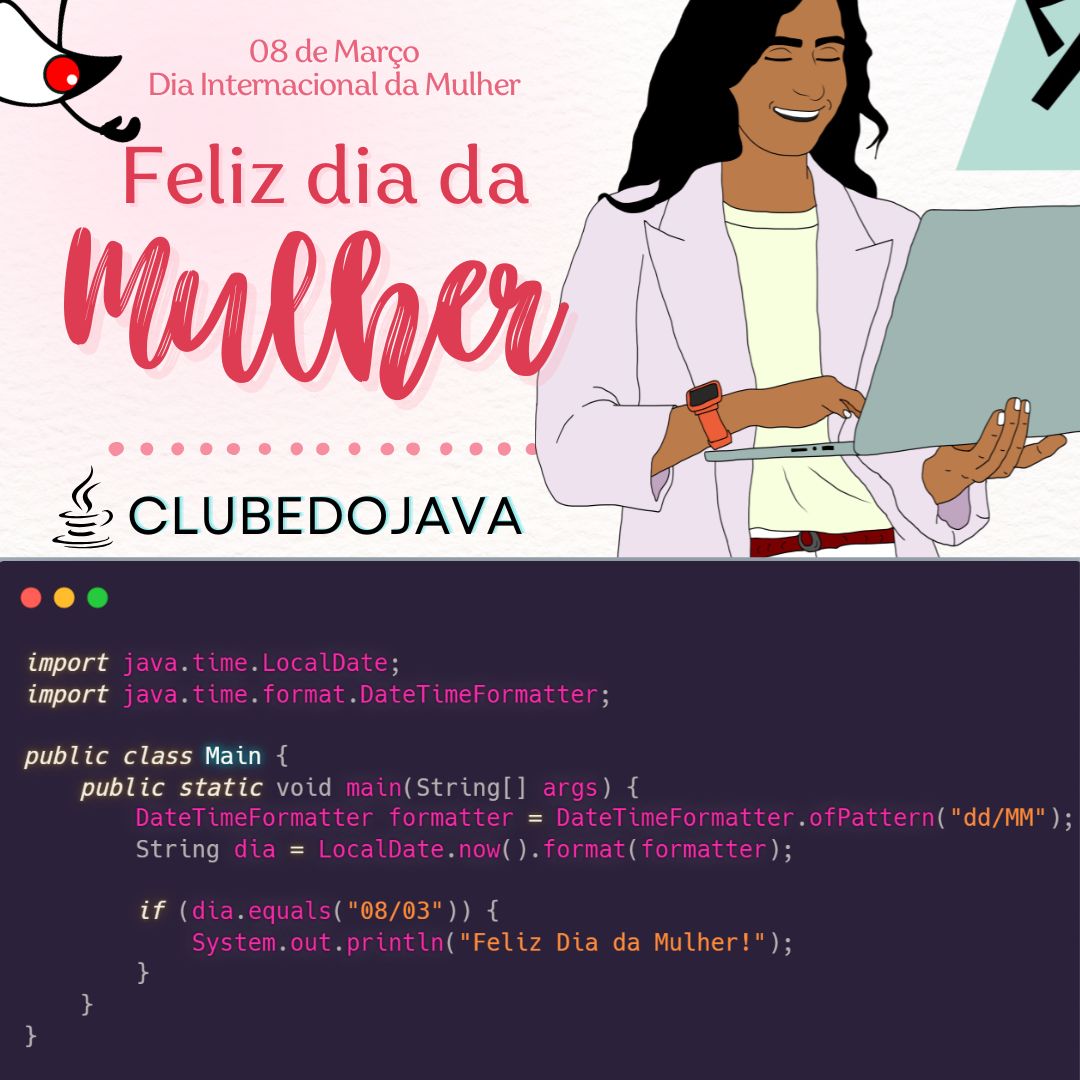 08 de Março
Dia Internacional da Mulher
Feliz dia da
Mulher
CLUBEDOJAVA
import java.time.LocalDate;
import java.time.format.DateTimeFormatter;
public class Main {
    public static void main(String[] args) {
        DateTimeFormatter formatter = DateTimeFormatter.ofPattern("dd/MM");
        String dia = LocalDate.now().format(formatter);
        if (dia.equals("08/03")) {
            System.out.println("Feliz Dia da Mulher!");
        }
    }
}